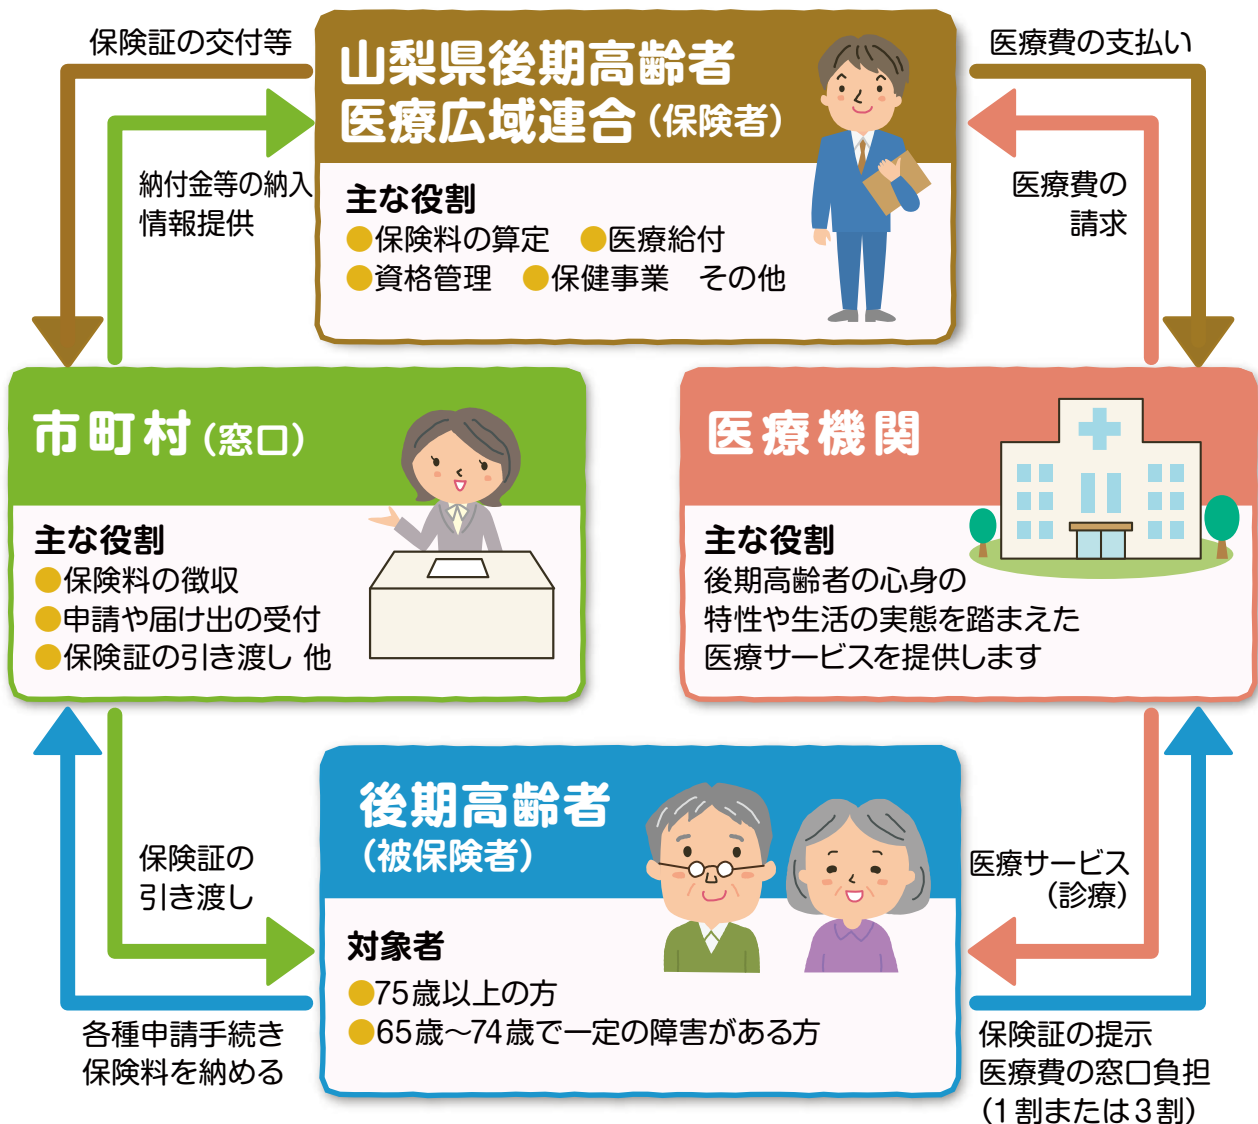 保険証の交付等
山梨県後期高齢者
医療広域連合(保険者)
医療費の支払い
納付金等の納入
情報提供
主な役割
●保険料の算定 ●医療給付
●資格管理 ●保健事業 その他
医療費の
請求
市町村(窓口)
主な役割
●保険料の徴収
●申請や届け出の受付
●保険証の引き渡し 他
医療機関
主な役割
後期高齢者の心身の
特性や生活の実態を踏まえた
医療サービスを提供します
保険証の
引き渡し
後期高齢者
(被保険者)
対象者
●75歳以上の方
●65歳～74歳で一定の障害がある方
医療サービス
(診療)
各種申請手続き
保険料を納める
保険証の提示
医療費の窓口負担
(1割または3割)